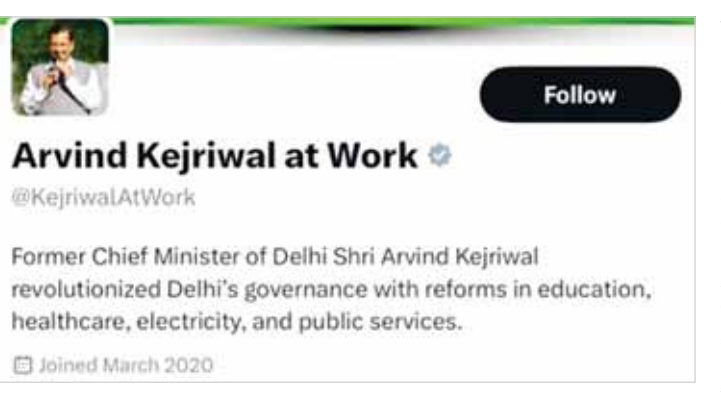 Follow
Arvind Kejriwal at Work
@KejriwalAtWork
Former Chief Minister of Delhi Shri Arvind Kejriwal
revolutionized Delhi's governance with reforms in education,
healthcare, electricity, and public services.
Joined March 2020